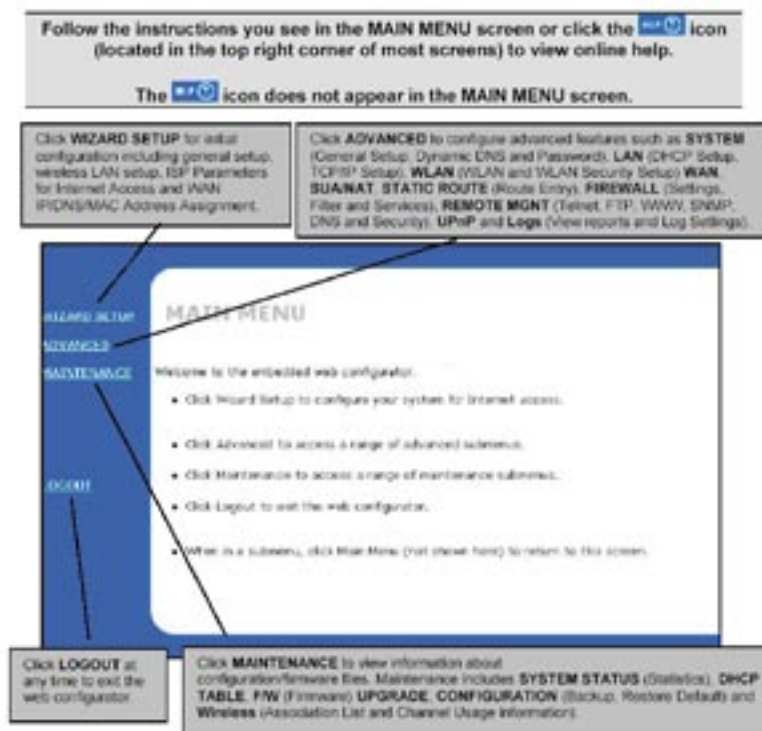 Follow the instructions you see in the MAIN MENU screen or click the HELP icon
(located in the top right corner of most screens) to view online help.
The HELP icon does not appear in the MAIN MENU screen.
Click WIZARD SETUP for initial
configuration including general setup,
wireless LAN setup, ISP Parameters
for Internet Access and WAN
IP/DNS/MAC Address Assignment.
Click ADVANCED to configure advanced features such as SYSTEM
(General Setup, Dynamic DNS and Password), LAN (DHCP Setup,
TCP/IP Setup), WLAN (WLAN and WLAN Security Setup) WAN,
SUA/NAT, STATIC ROUTE (Route Entry), FIREWALL (Settings,
Filter and Services), REMOTE MGNT (Telnet, FTP, WWW, SNMP,
DNS and Security), UPnP and Logs (View reports and Log Settings).
WIZARD SETUP
ADVANCED
MAINTENANCE
LOGOUT
MAIN MENU
Welcome to the embedded web configurator.
• Click Wizard Setup to configure your system for Internet access.
• Click Advanced to access a range of advanced submenus.
• Click Maintenance to access a range of maintenance submenus.
• Click Logout to exit the web configurator.
• When in a submenu, click Main Menu (not shown here) to return to this screen.
Click LOGOUT at
any time to exit the
web configurator.
Click MAINTENANCE to view information about
configuration/firmware files. Maintenance includes SYSTEM STATUS (Statistics), DHCP
TABLE, F/W (Firmware) UPGRADE, CONFIGURATION (Backup, Restore Default) and
Wireless (Association List and Channel Usage Information).